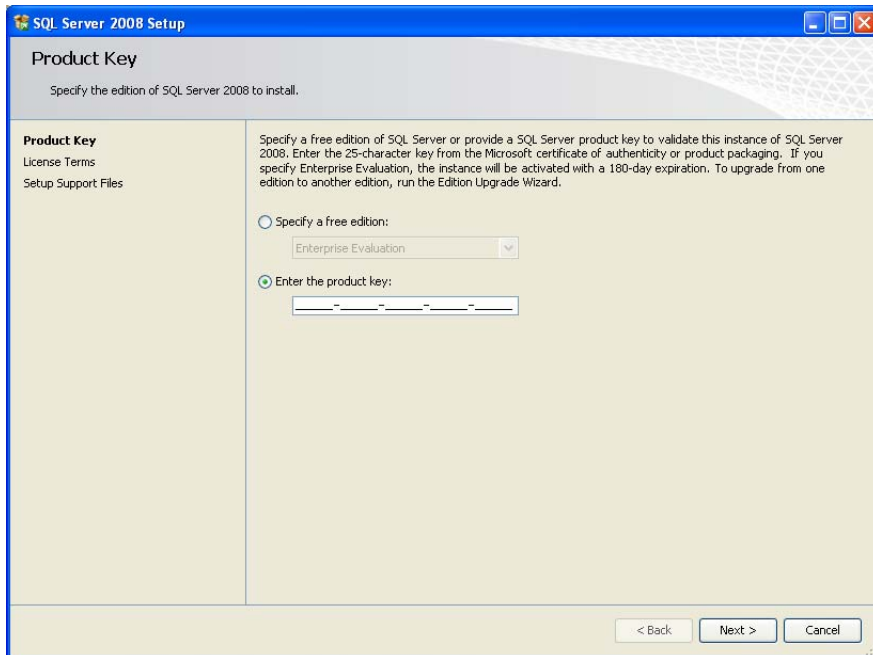 SQL Server 2008 Setup
Product Key
Specify the edition of SQL Server 2008 to install.
Product Key
License Terms
Setup Support Files
Specify a free edition of SQL Server or provide a SQL Server product key to validate this instance of SQL Server
2008. Enter the 25-character key from the Microsoft certificate of authenticity or product packaging. If you
specify Enterprise Evaluation, the instance will be activated with a 180-day expiration. To upgrade from one
edition to another edition, run the Edition Upgrade Wizard.
Specify a free edition:
Enterprise Evaluation
Enter the product key:
_____-_____-_____-_____-_____
< Back
Next >
Cancel